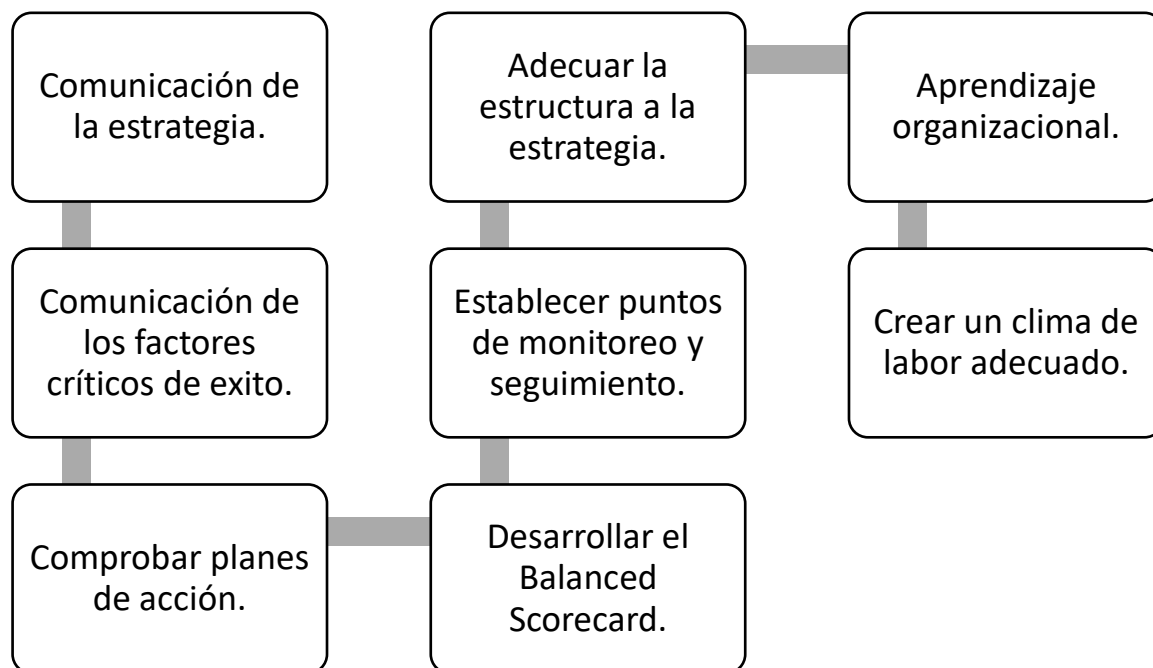 Comunicación de
la estrategia.
Comunicación de
los factores
críticos de exito.
Comprobar planes
de acción.
Desarrollar el
Balanced
Scorecard.
Establecer puntos
de monitoreo y
seguimiento.
Adecuar la
estructura a la
estrategia.
Aprendizaje
organizacional.
Crear un clima de
labor adecuado.